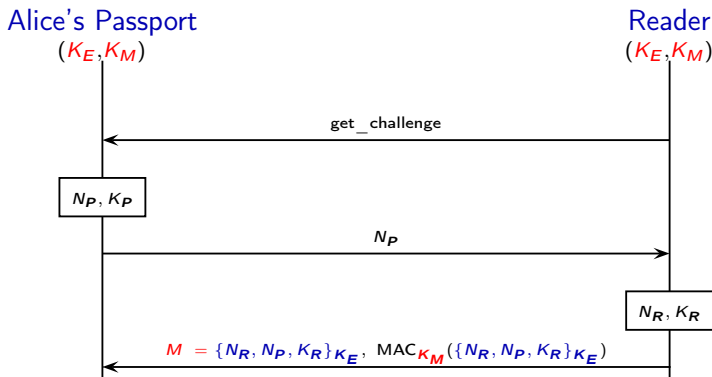 Alice's Passport
(K_E,K_M)
Reader
(K_E,K_M)
get_challenge
N_P, K_P
N_P
N_R, K_R
M = {N_R, N_P, K_R}_{K_E}, MAC_{K_M}({N_R, N_P, K_R}_{K_E})